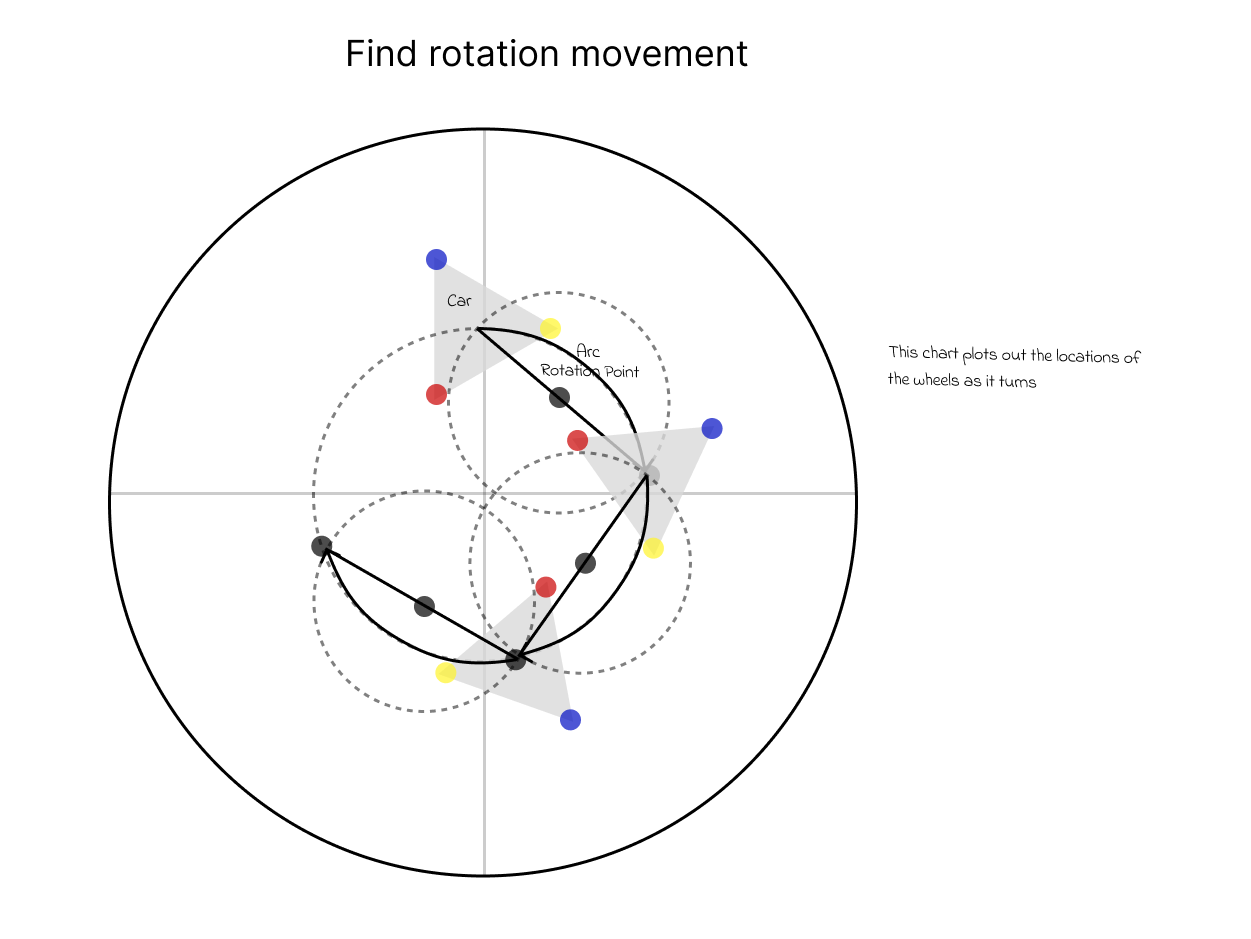 Find rotation movement
Car
Arc
Rotation Point
This chart plots out the locations of
the wheels as it turns